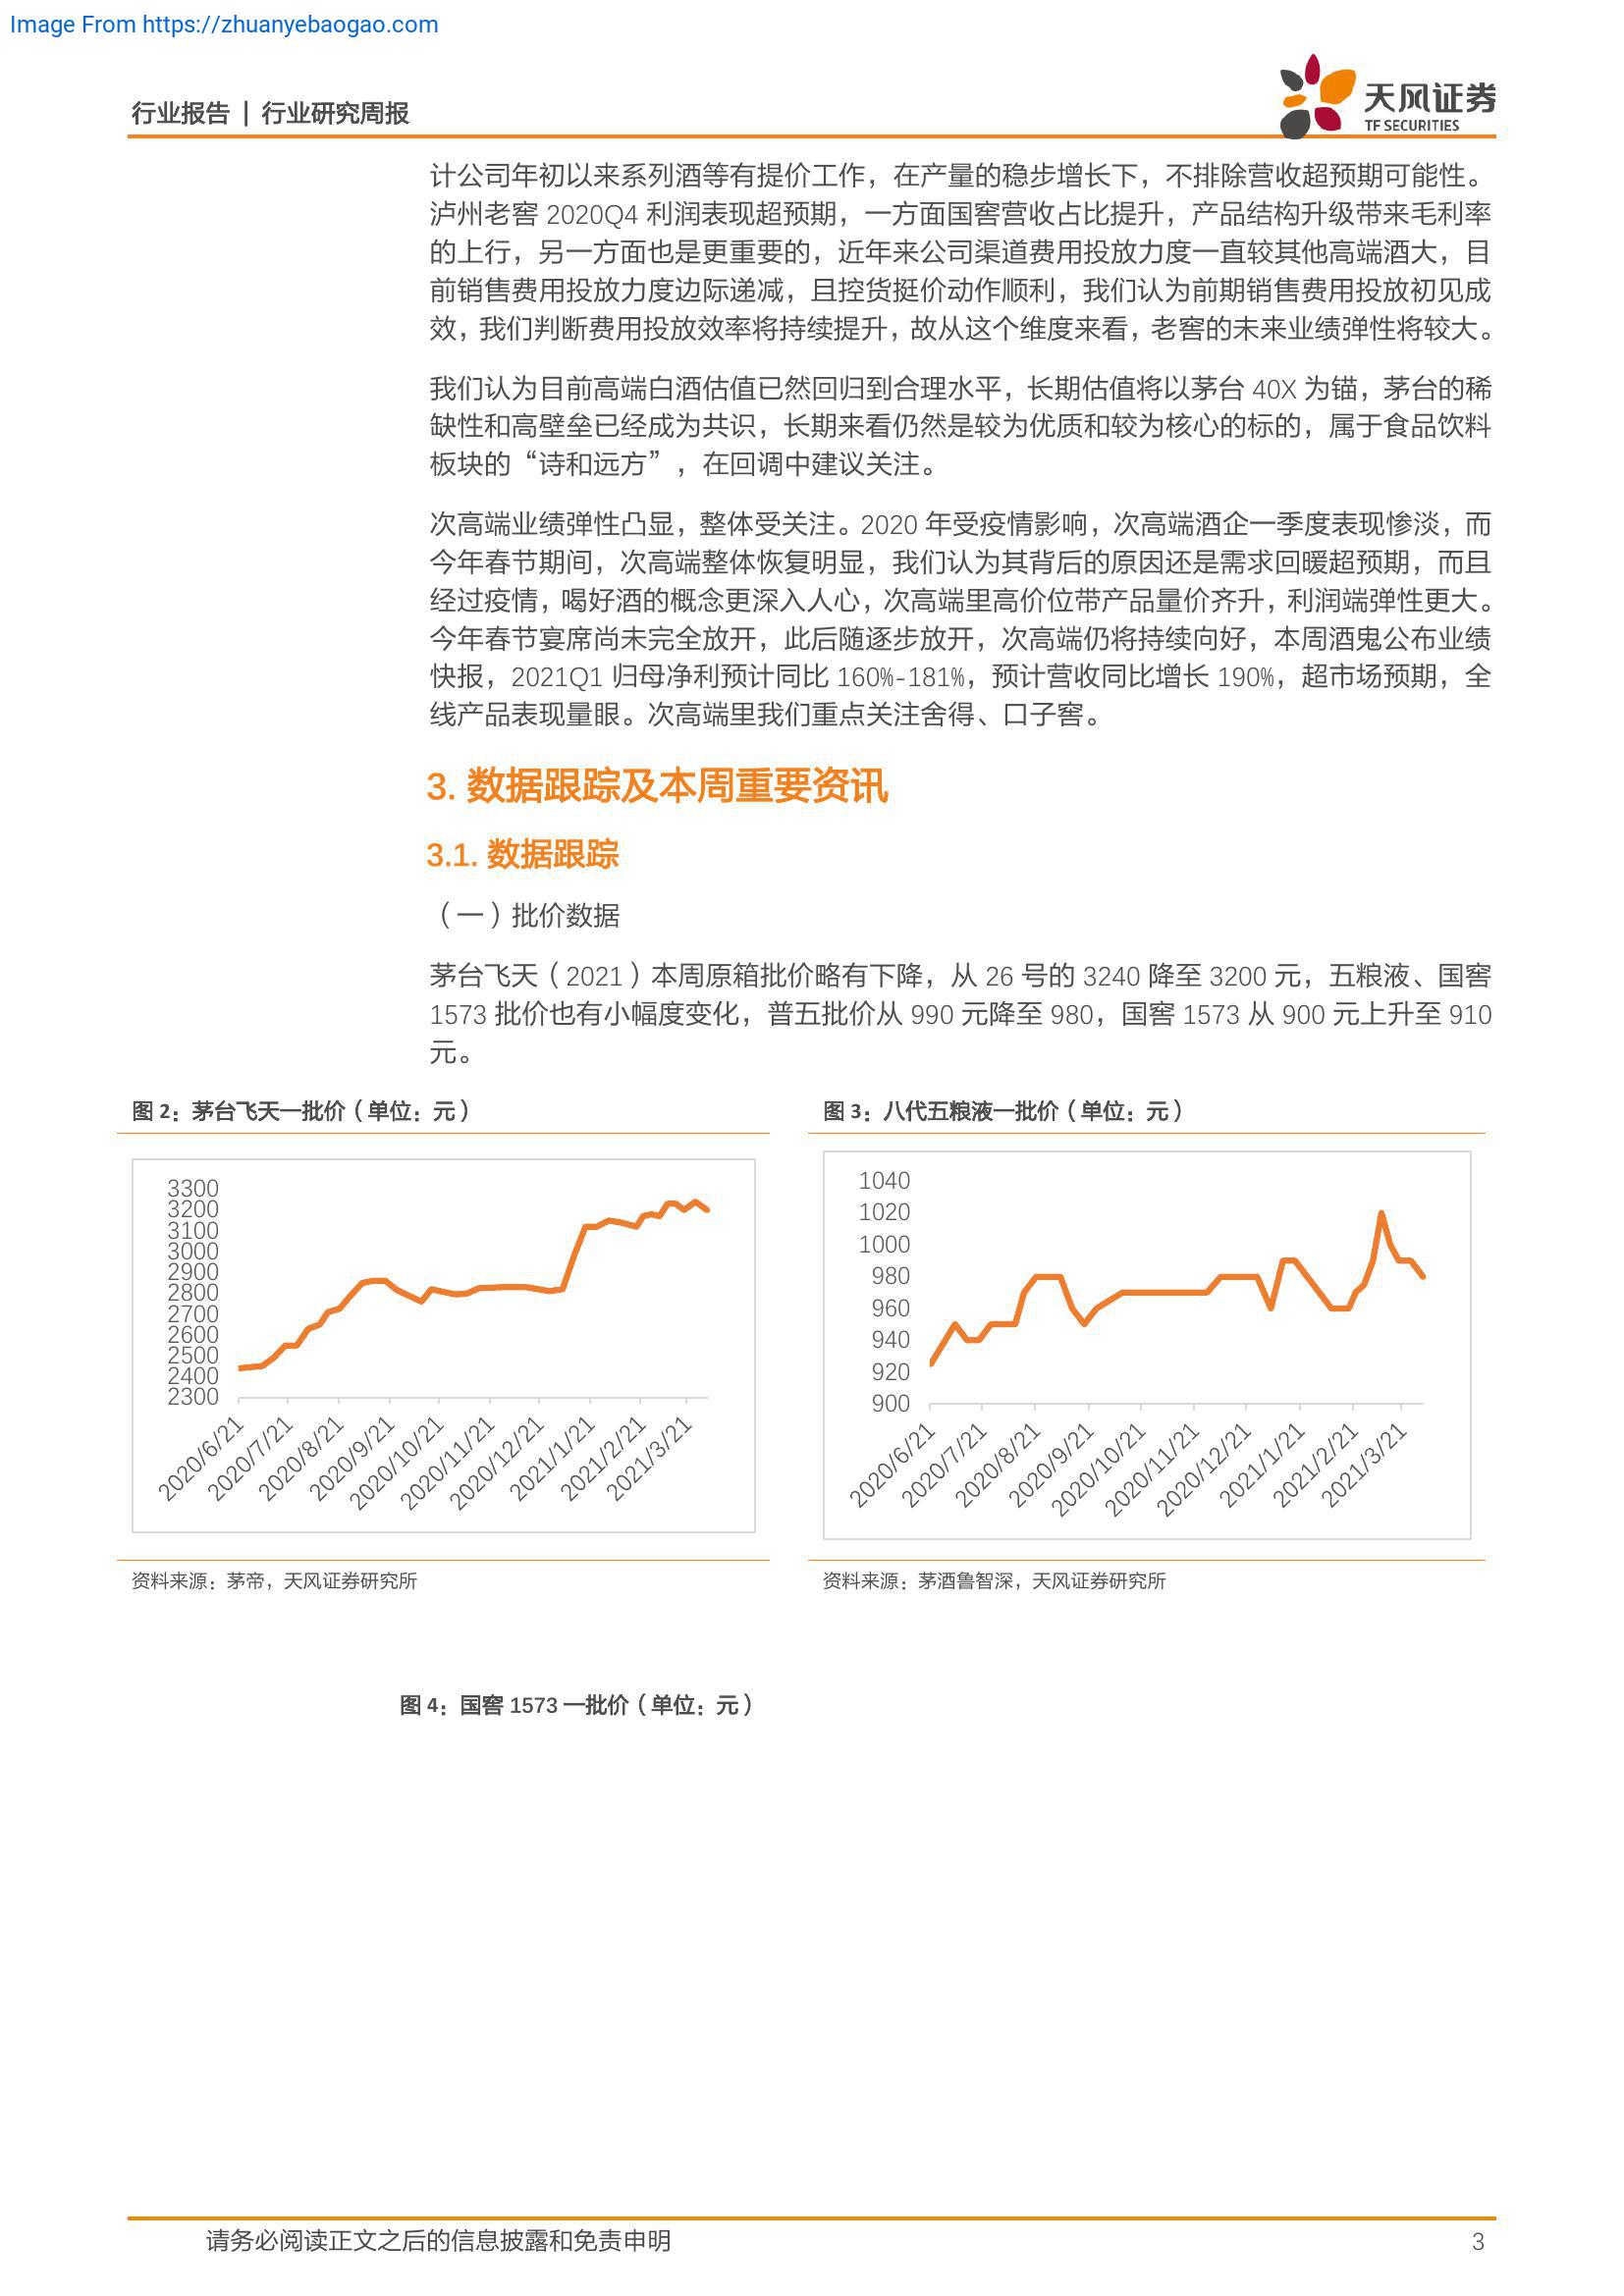 Image From https://zhuanyebaogao.com
行业报告 | 行业研究周报
天风证券
TF SECURITIES
计公司年初以来系列酒等有提价工作，在产量的稳步增长下，不排除营收超预期可能性。
泸州老窖 2020Q4 利润表现超预期，一方面国窖营收占比提升，产品结构升级带来毛利率
的上行，另一方面也是更重要的，近年来公司渠道费用投放力度一直较其他高端酒大，目
前销售费用投放力度边际递减，且控货挺价动作顺利，我们认为前期销售费用投放初见成
效，我们判断费用投放效率将持续提升，故从这个维度来看，老窖的未来业绩弹性将较大。
我们认为目前高端白酒估值已然回归到合理水平，长期估值将以茅台 40X 为锚，茅台的稀
缺性和高壁垒已经成为共识，长期来看仍然是较为优质和较为核心的标的，属于食品饮料
板块的“诗和远方”，在回调中建议关注。
次高端业绩弹性凸显，整体受关注。2020 年受疫情影响，次高端酒企一季度表现惨淡，而
今年春节期间，次高端整体恢复明显，我们认为其背后的原因还是需求回暖超预期，而且
经过疫情，喝好酒的概念更深入人心，次高端里高价位带产品量价齐升，利润端弹性更大。
今年春节宴席尚未完全放开，此后随逐步放开，次高端仍将持续向好，本周酒鬼公布业绩
快报，2021Q1 归母净利预计同比 160%-181%，预计营收同比增长 190%，超市场预期，全
线产品表现量眼。次高端里我们重点关注舍得、口子窖。
3. 数据跟踪及本周重要资讯
3.1. 数据跟踪
（一）批价数据
茅台飞天（2021）本周原箱批价略有下降，从 26 号的 3240 降至 3200 元，五粮液、国窖
1573 批价也有小幅度变化，普五批价从 990 元降至 980，国窖 1573 从 900 元上升至 910
元。
图 2：茅台飞天一批价（单位：元）
3300
3200
3100
3000
2900
2800
2700
2600
2500
2400
2300
2020/6/21
2020/7/21
2020/8/21
2020/9/21
2020/10/21
2020/11/21
2020/12/21
2021/1/21
2021/2/21
2021/3/21
资料来源：茅帝，天风证券研究所
图 3：八代五粮液一批价（单位：元）
1040
1020
1000
980
960
940
920
900
2020/6/21
2020/7/21
2020/8/21
2020/9/21
2020/10/21
2020/11/21
2020/12/21
2021/1/21
2021/2/21
2021/3/21
资料来源：茅酒鲁智深，天风证券研究所
图 4：国窖 1573 一批价（单位：元）
请务必阅读正文之后的信息披露和免责申明
3